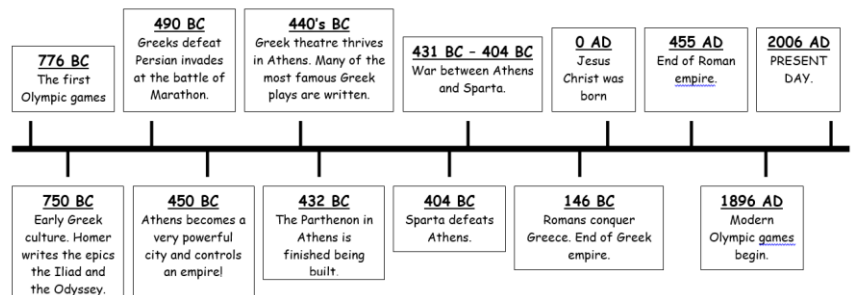 776 BC
The first
Olympic games
490 BC
Greeks defeat
Persian invades
at the battle of
Marathon.
440's BC
Greek theatre thrives
in Athens. Many of the
most famous Greek
plays are written.
431 BC – 404 BC
War between Athens
and Sparta.
0 AD
Jesus
Christ was
born
455 AD
End of Roman
empire.
2006 AD
PRESENT
DAY.
750 BC
Early Greek
culture. Homer
writes the epics
the Iliad and
the Odyssey.
450 BC
Athens becomes a
very powerful
city and controls
an empire!
432 BC
The Parthenon in
Athens is
finished being
built.
404 BC
Sparta defeats
Athens.
146 BC
Romans conquer
Greece. End of Greek
empire.
1896 AD
Modern
Olympic games
begin.